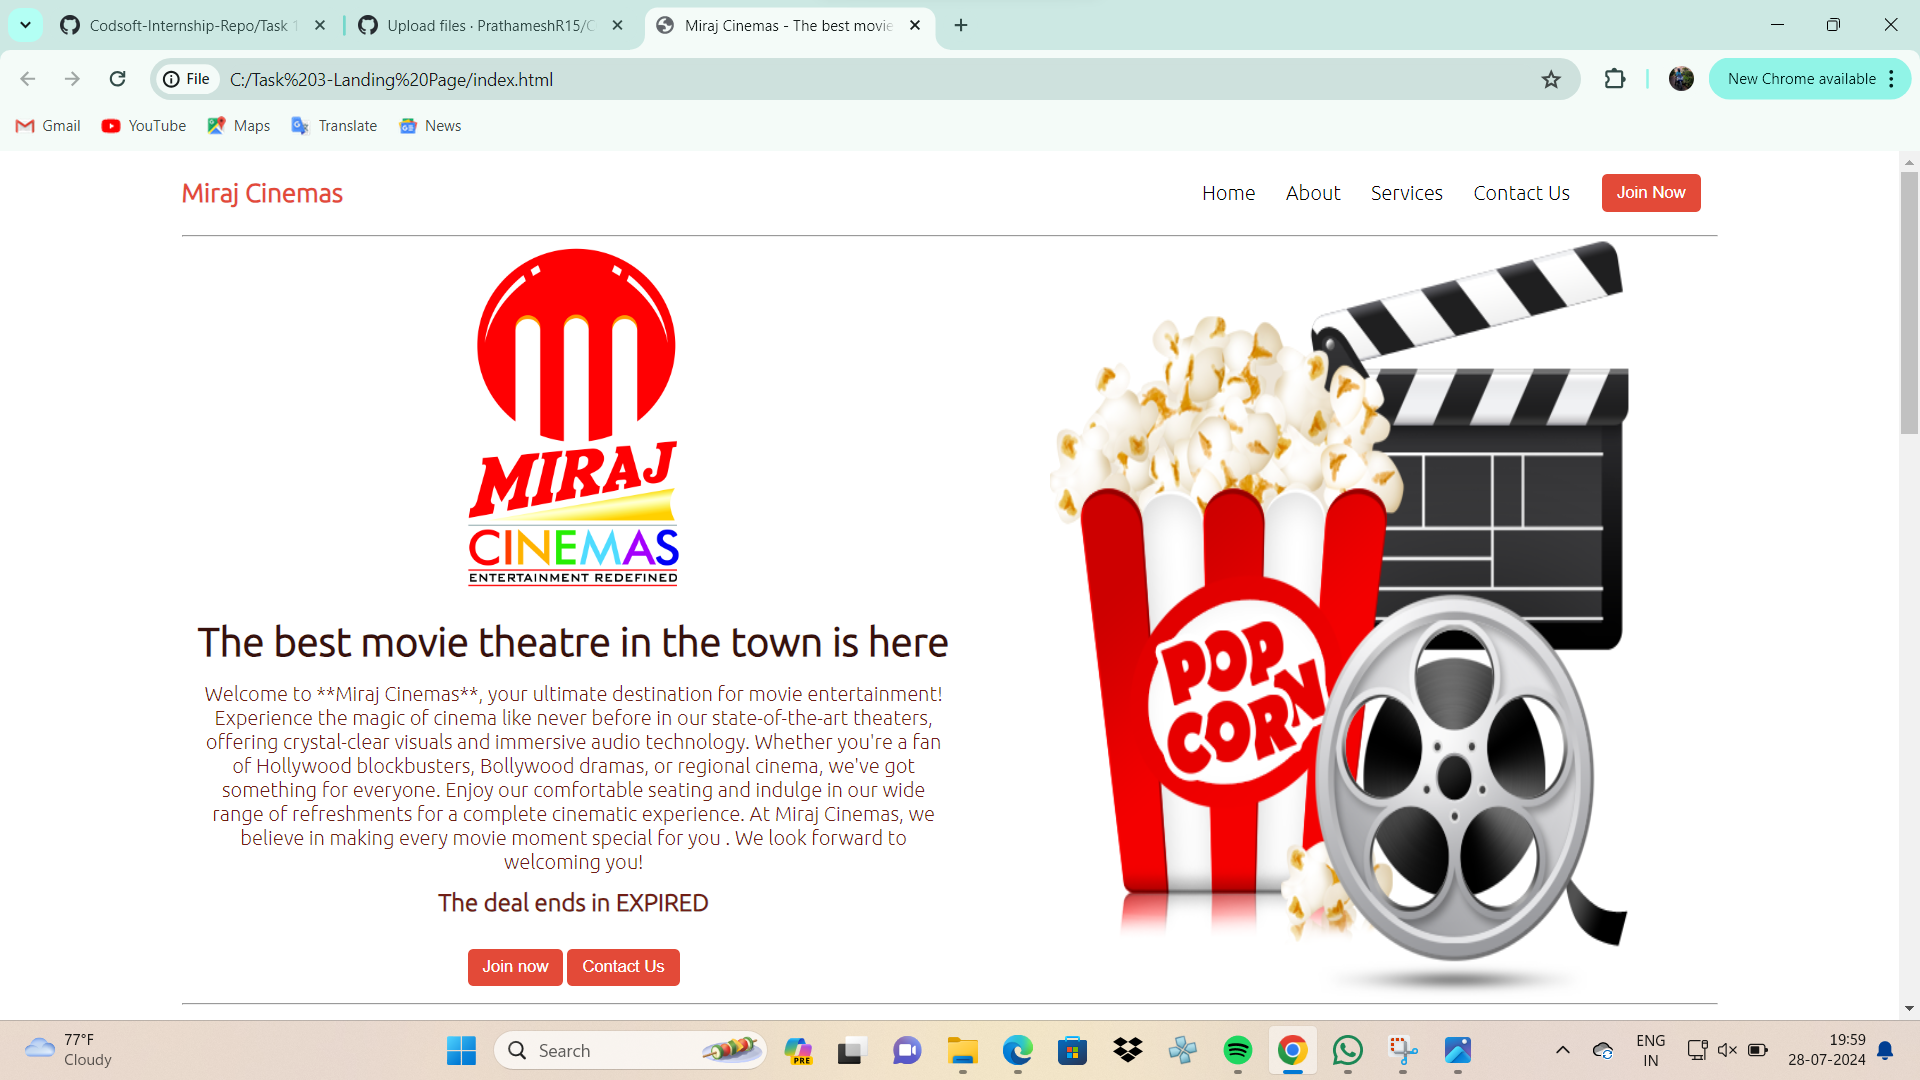 Codsoft-Internship-Repo/Task 1
Upload files · PrathameshR15/C
Miraj Cinemas - The best movie
File
C:/Task%203-Landing%20Page/index.html
New Chrome available
Gmail
YouTube
Maps
Translate
News
Miraj Cinemas
Home
About
Services
Contact Us
Join Now
MIRAJ
CINEMAS
ENTERTAINMENT REDEFINED
POP
CORN
The best movie theatre in the town is here
Welcome to **Miraj Cinemas**, your ultimate destination for movie entertainment!
Experience the magic of cinema like never before in our state-of-the-art theaters,
offering crystal-clear visuals and immersive audio technology. Whether you're a fan
of Hollywood blockbusters, Bollywood dramas, or regional cinema, we've got
something for everyone. Enjoy our comfortable seating and indulge in our wide
range of refreshments for a complete cinematic experience. At Miraj Cinemas, we
believe in making every movie moment special for you . We look forward to
welcoming you!
The deal ends in EXPIRED
Join now
Contact Us
77°F
Cloudy
Search
PRE
ENG
IN
19:59
28-07-2024